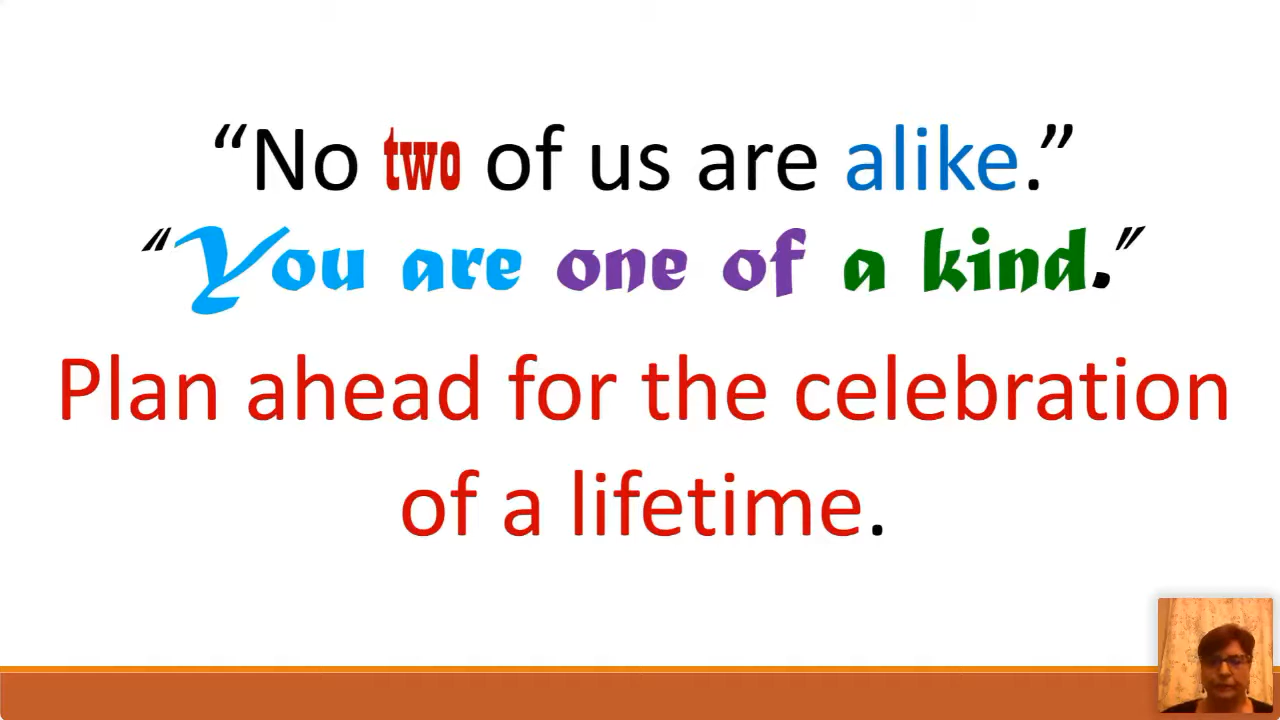 “No two of us are alike.”
“You are one of a kind.”
Plan ahead for the celebration
of a lifetime.